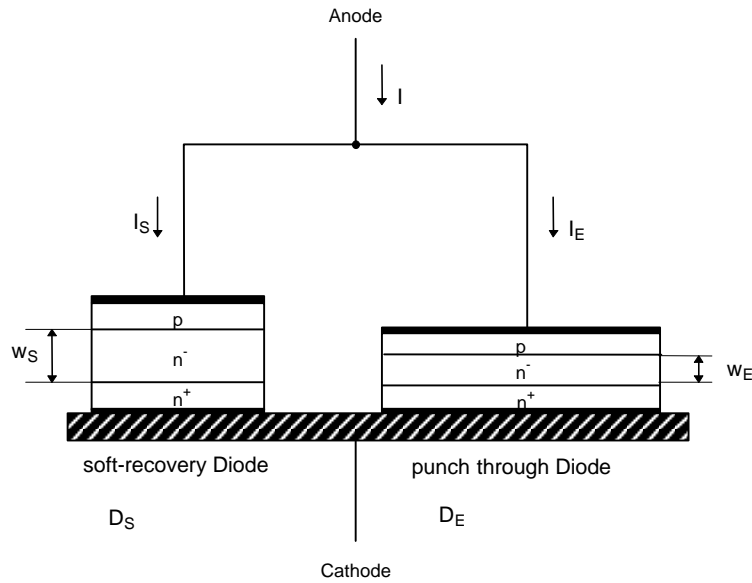 Anode
I
I_S
I_E
p
n⁻
n⁺
w_S
p
n⁻
n⁺
w_E
soft-recovery Diode
punch through Diode
D_S
D_E
Cathode